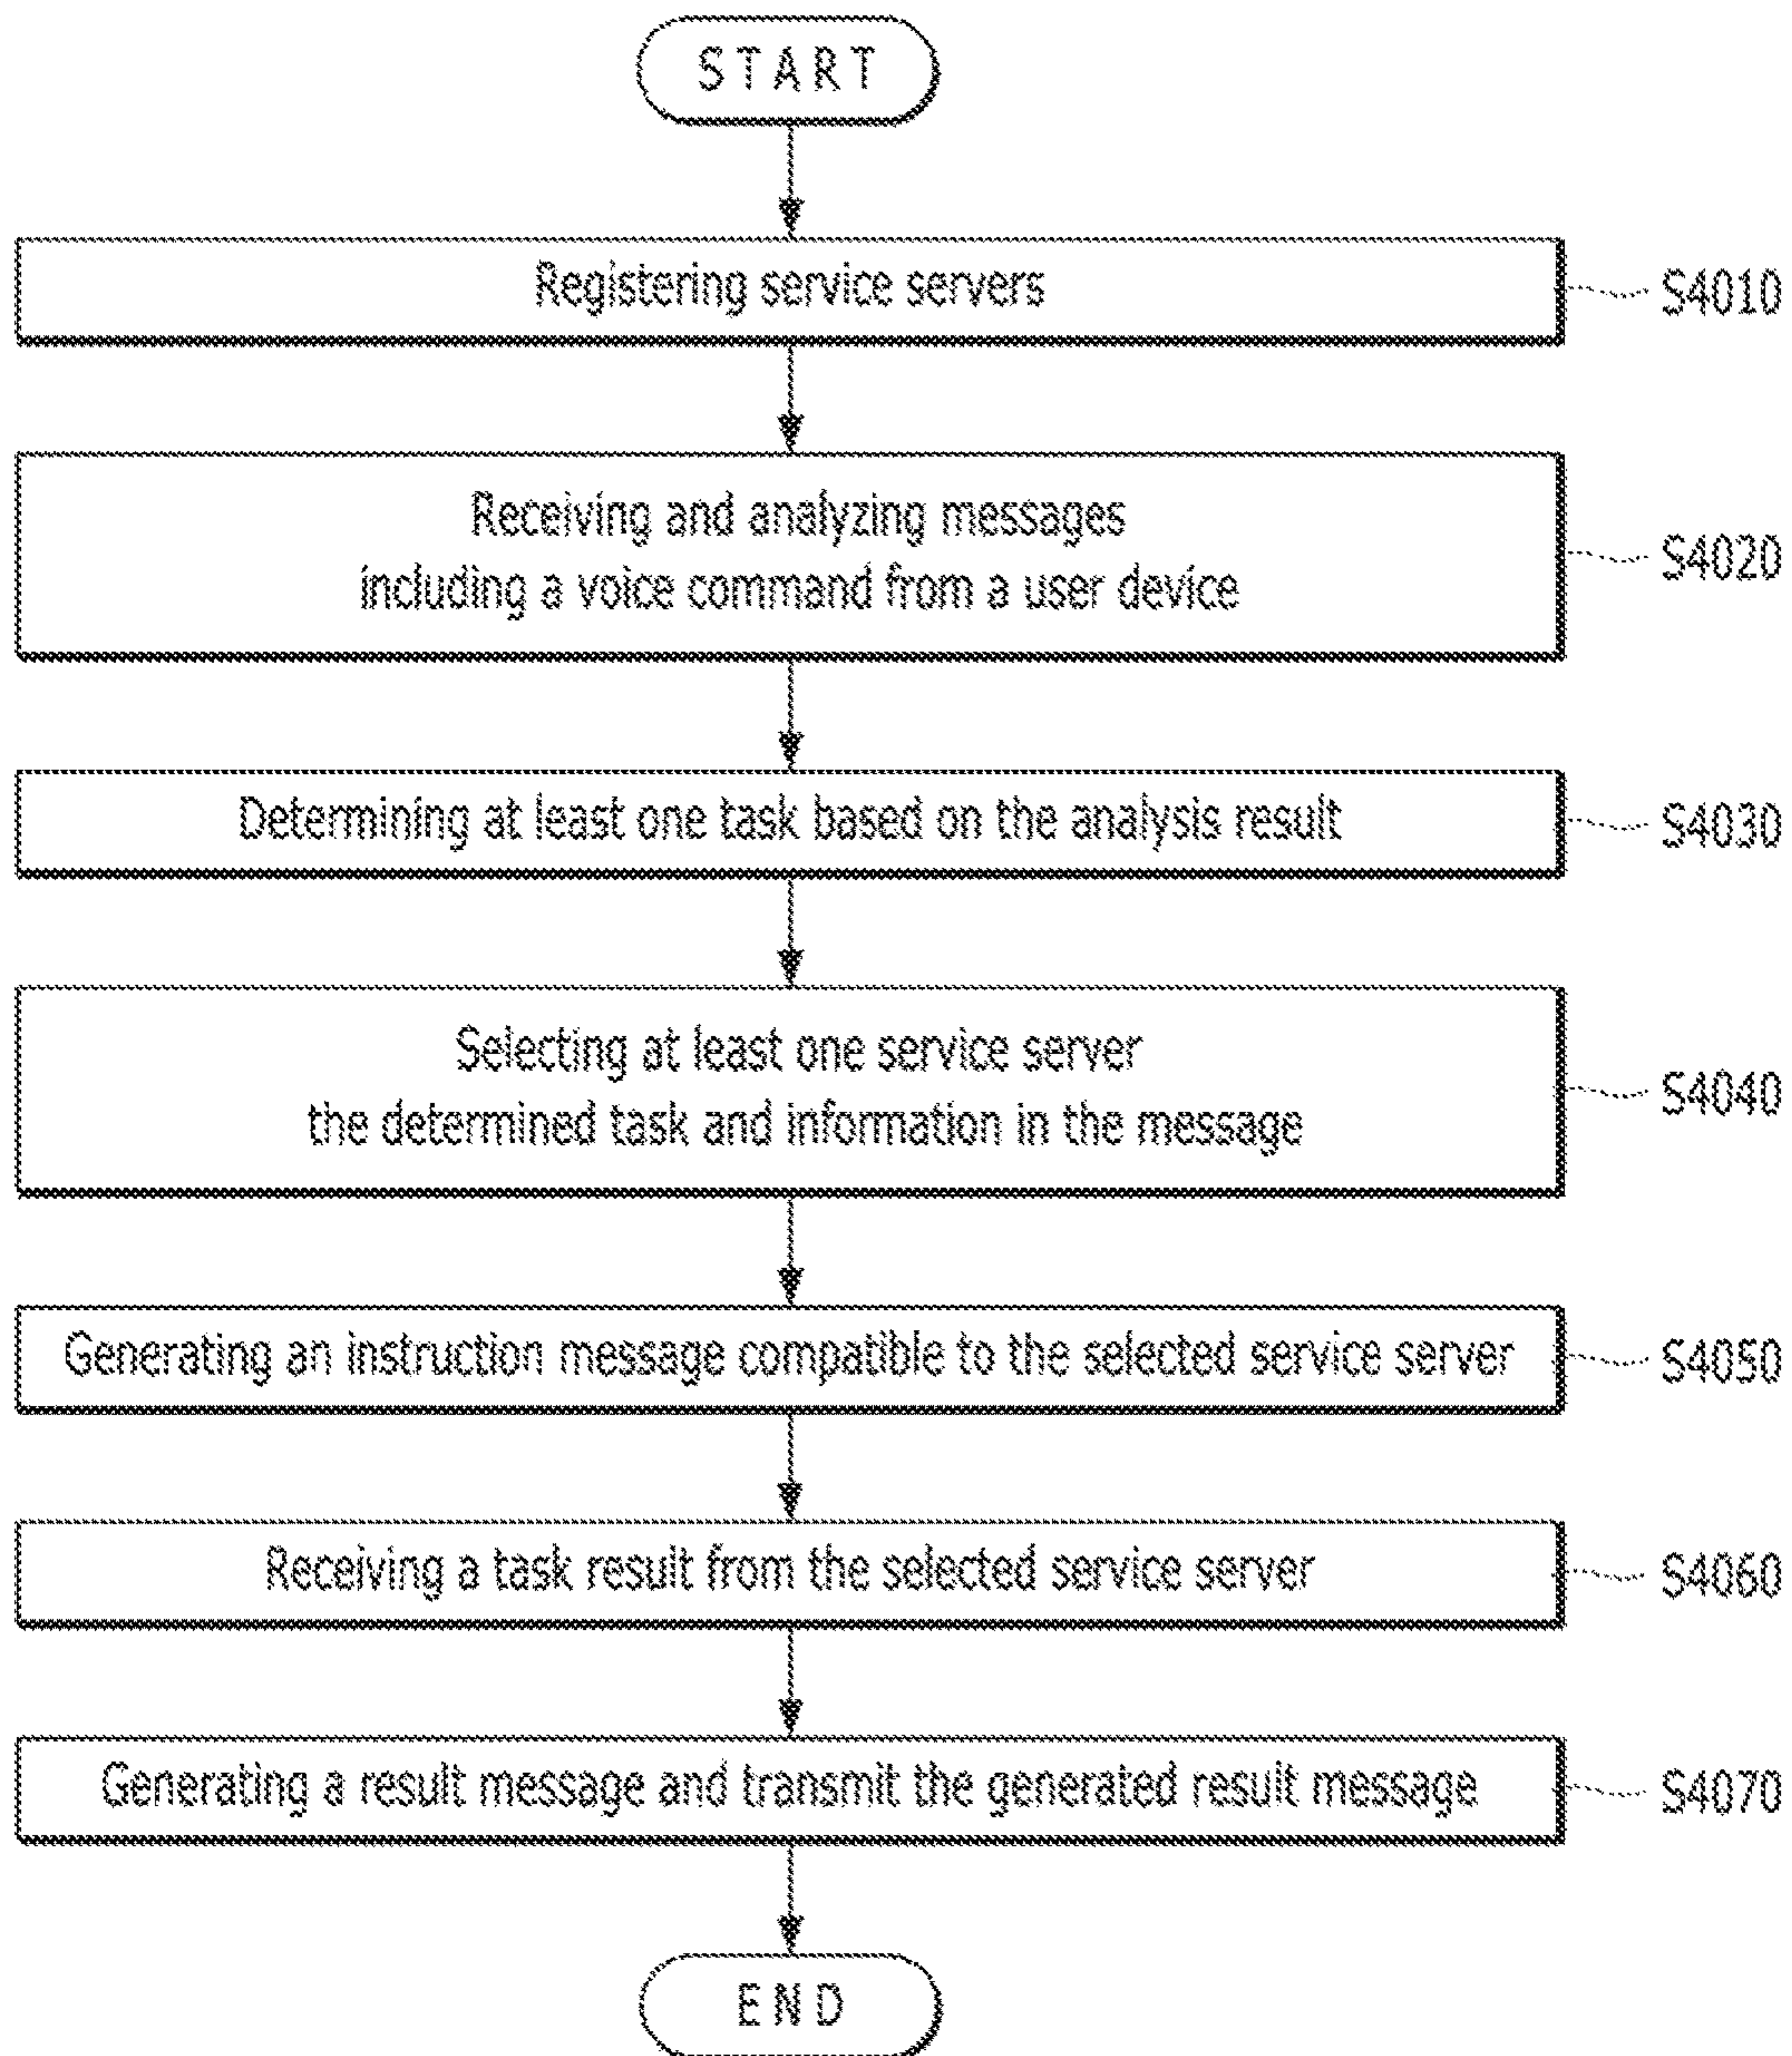 START
Registering service servers
S4010
Receiving and analyzing messages
including a voice command from a user device
S4020
Determining at least one task based on the analysis result
S4030
Selecting at least one service server
the determined task and information in the message
S4040
Generating an instruction message compatible to the selected service server
S4050
Receiving a task result from the selected service server
S4060
Generating a result message and transmit the generated result message
S4070
END